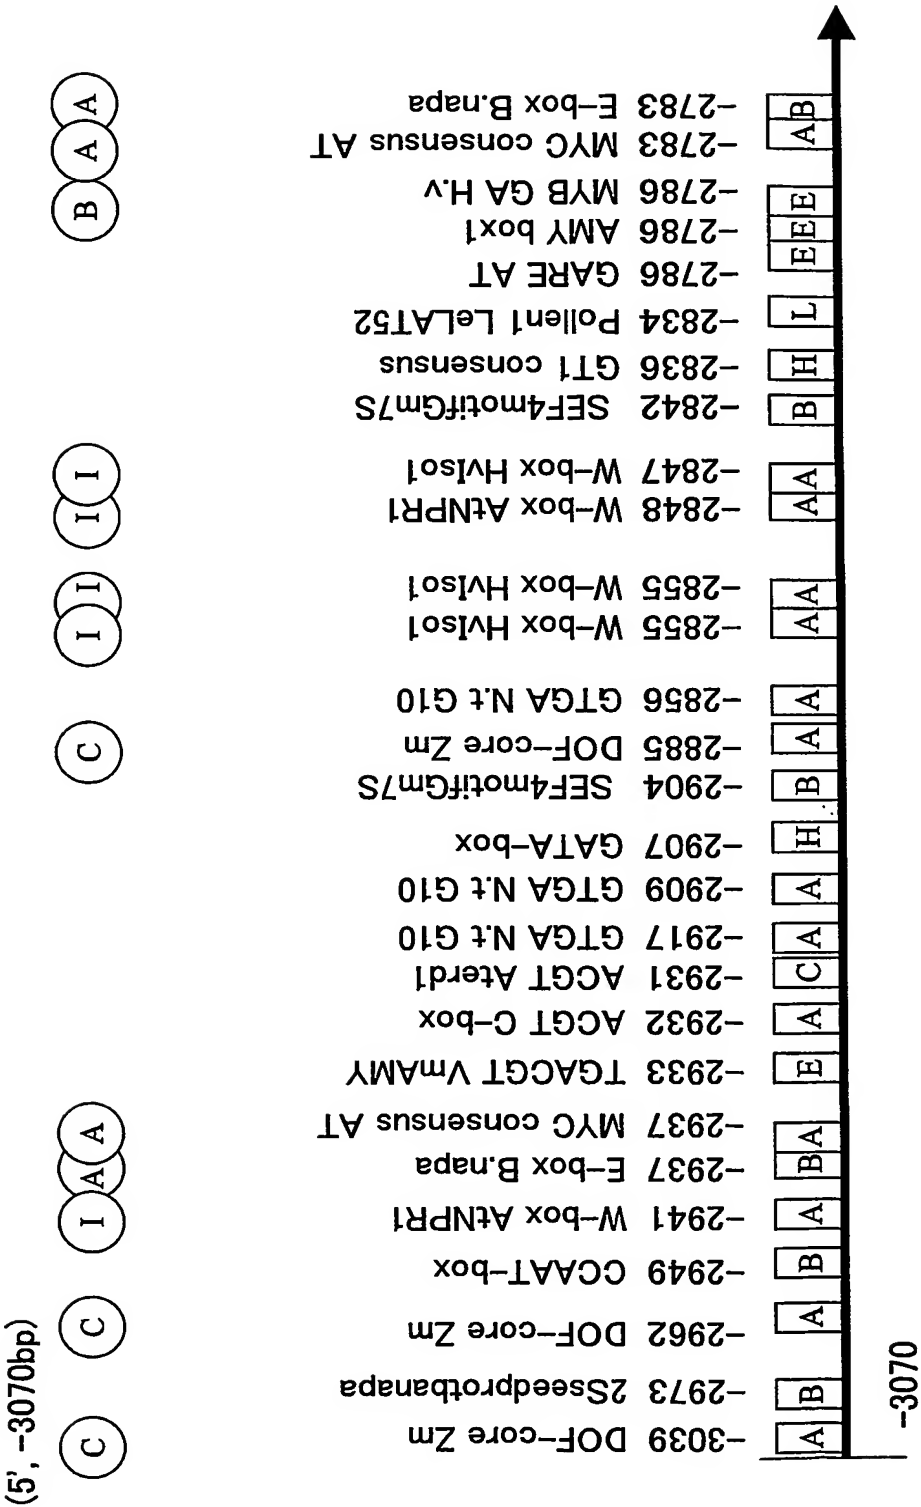 (5', −3070bp)
C
C
I
A
A
C
I
I
I
I
B
A
A
−3039 DOF−core Zm
−2973 2Sseedprotbanapa
−2962 DOF−core Zm
−2949 CCAAT−box
−2941 W−box AtNPR1
−2937 E−box B.napa
−2937 MYC consensus AT
−2933 TGACGT VmAMY
−2932 ACGT C−box
−2931 ACGT Aterd1
−2917 GTGA N.t G10
−2909 GTGA N.t G10
−2907 GATA−box
−2904 SEF4motifGm7S
−2885 DOF−core Zm
−2856 GTGA N.t G10
−2855 W−box HvIso1
−2855 W−box HvIso1
−2848 W−box AtNPR1
−2847 W−box HvIso1
−2842 SEF4motifGm7S
−2836 GT1 consensus
−2834 Pollen1 LeLAT52
−2786 GARE AT
−2786 AMY box1
−2786 MYB GA H.v
−2783 MYC consensus AT
−2783 E−box B.napa
A
B
A
B
A
B
A
E
A
C
A
A
H
B
A
A
A
A
A
A
B
H
L
E
E
E
A
B
−3070